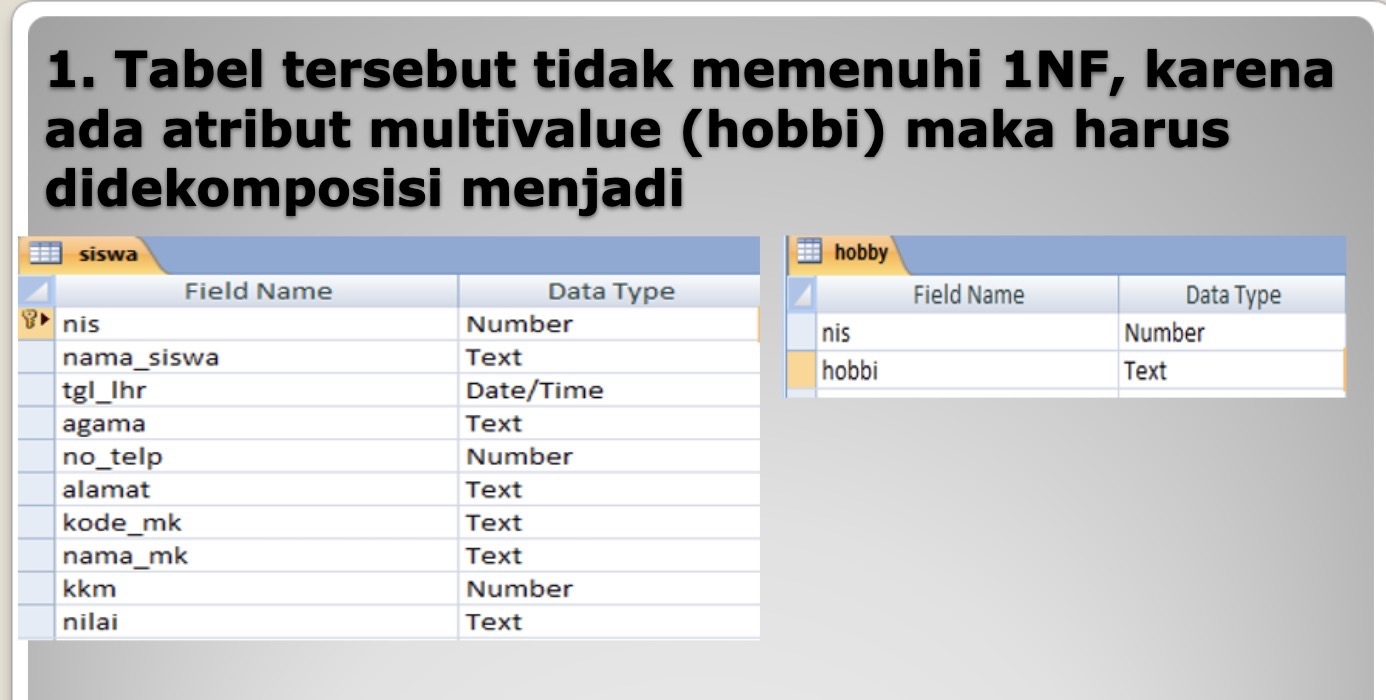 1. Tabel tersebut tidak memenuhi 1NF, karena
ada atribut multivalue (hobbi) maka harus
didekomposisi menjadi
siswa
Field Name Data Type
nis Number
nama_siswa Text
tgl_lhr Date/Time
agama Text
no_telp Number
alamat Text
kode_mk Text
nama_mk Text
kkm Number
nilai Text
hobby
Field Name Data Type
nis Number
hobbi Text